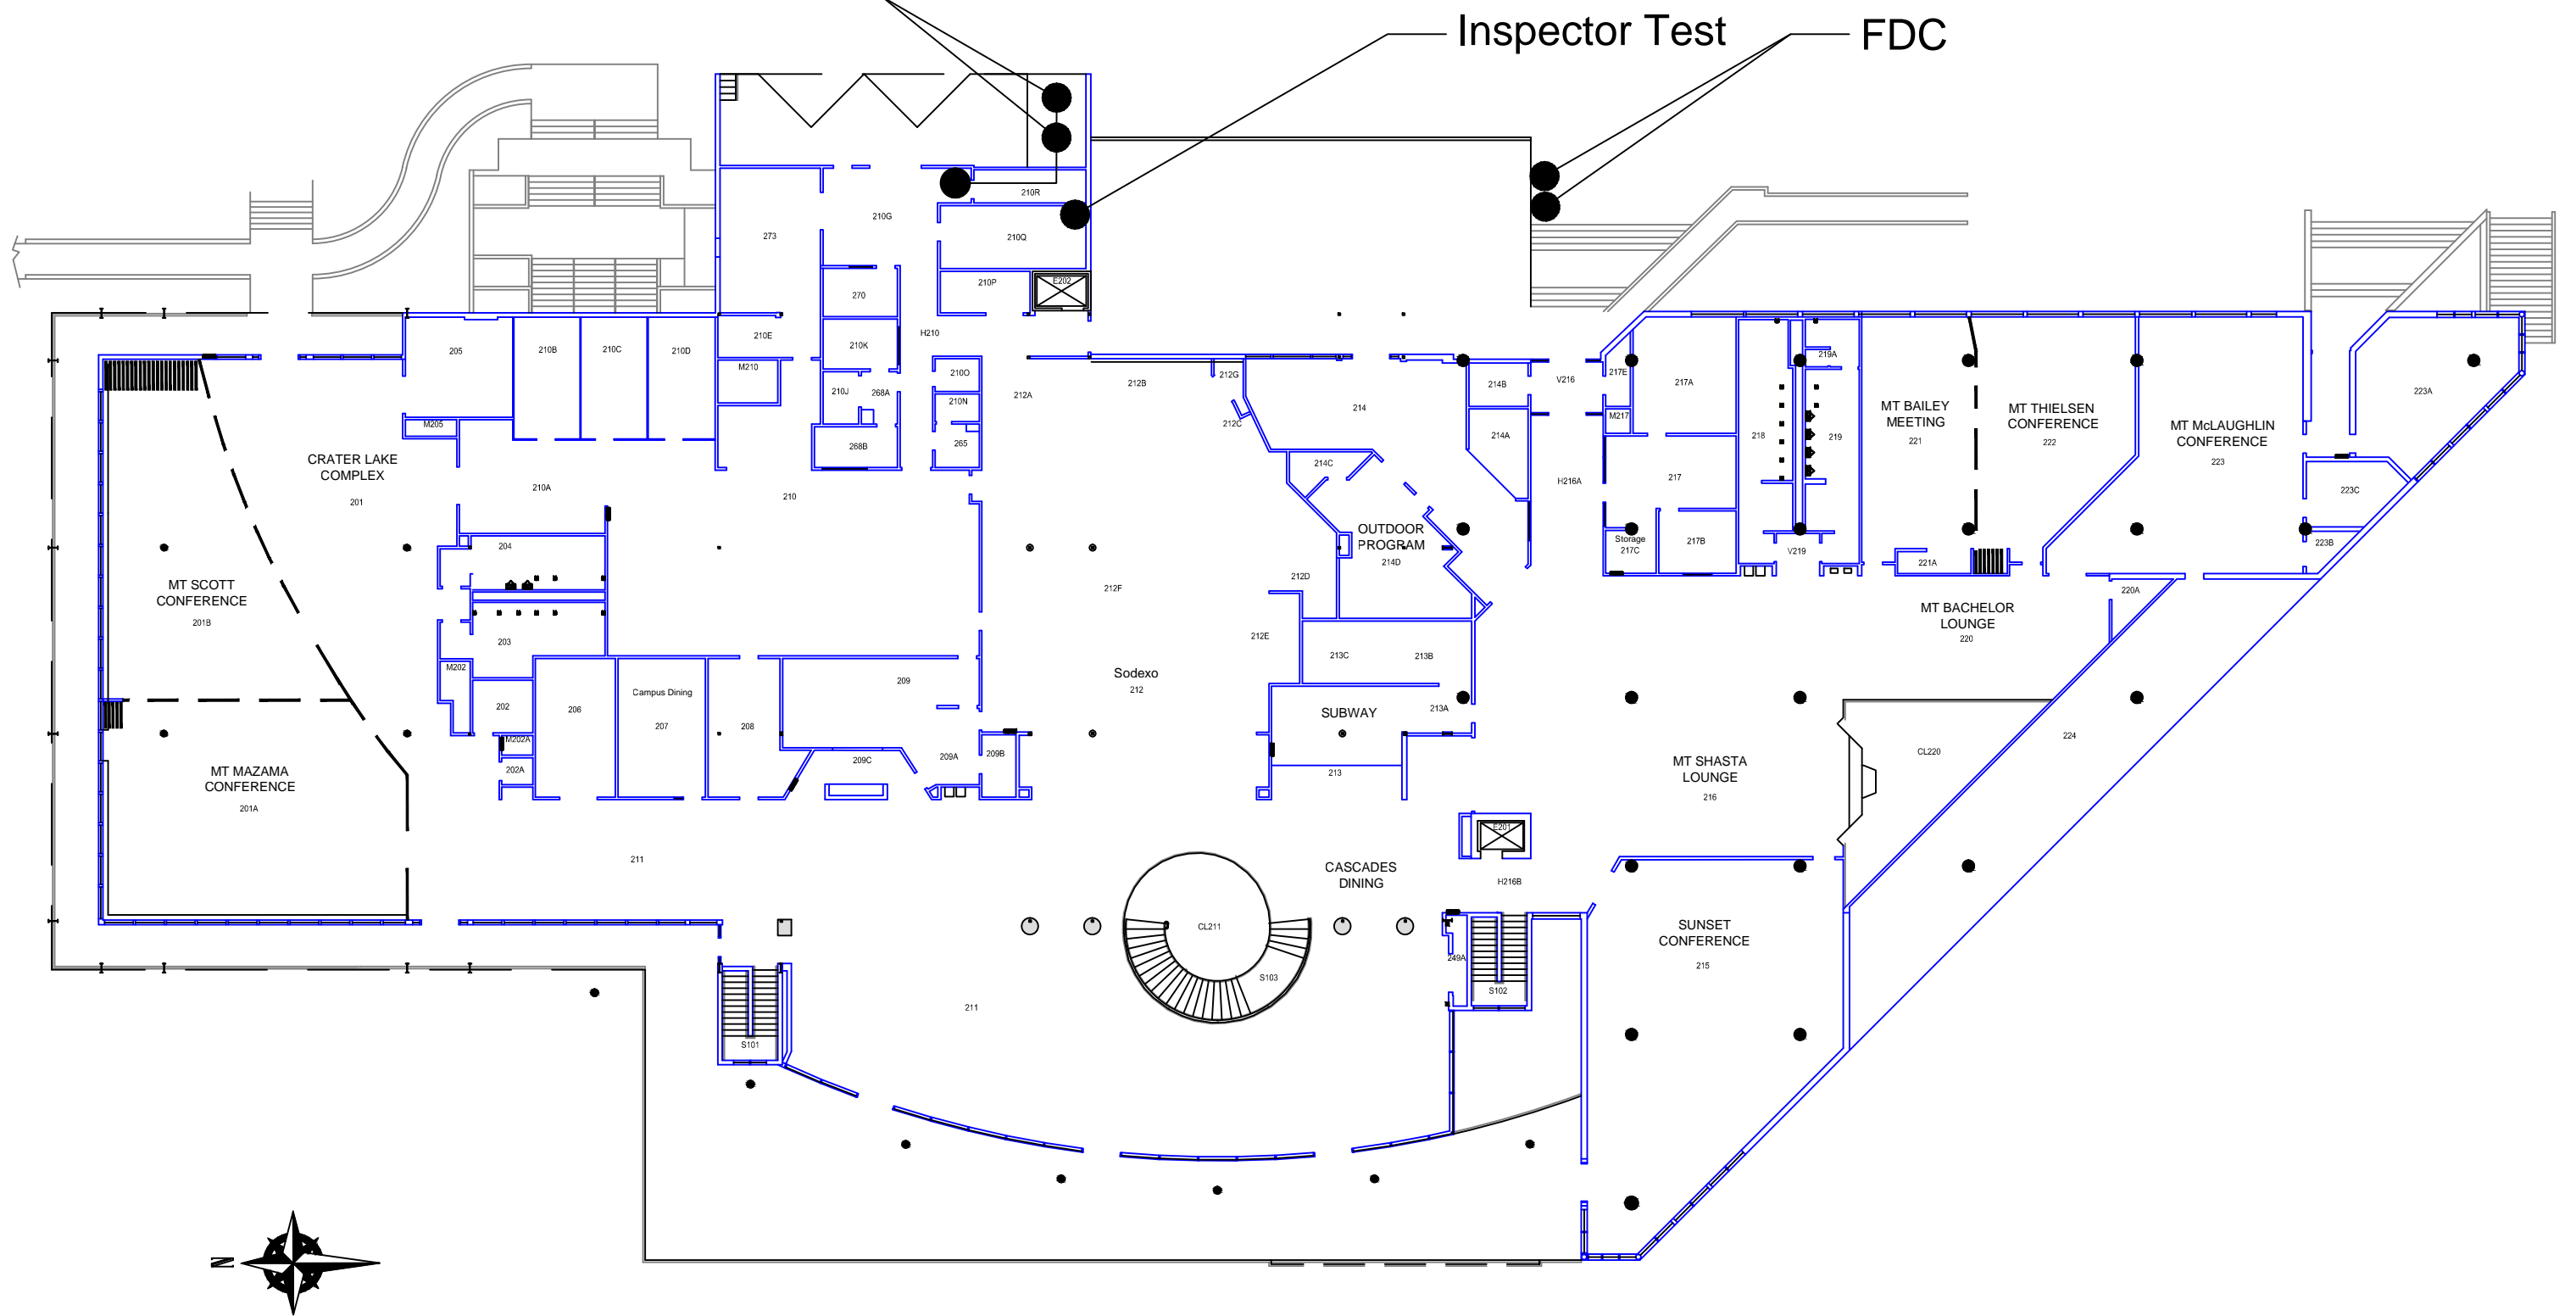 Inspector Test
FDC
210R
210G
273
210Q
210P
E202
270
H210
210E
205
210B
210C
210D
210K
M210
210O
210J
268A
210N
212A
212B
212G
212C
214
214B
V216
217E
217A
219A
M217
M205
268B
265
214A
218
219
MT BAILEY
MEETING
221
MT THIELSEN
CONFERENCE
222
MT McLAUGHLIN
CONFERENCE
223
223A
CRATER LAKE
COMPLEX
201
210A
210
214C
H216A
217
223C
OUTDOOR
PROGRAM
214D
Storage
217C
217B
V219
221A
223B
204
212D
212F
220A
MT SCOTT
CONFERENCE
201B
MT BACHELOR
LOUNGE
220
203
212E
M202
213C
213B
Sodexo
212
Campus Dining
207
209
202
206
208
213A
SUBWAY
M202A
202A
209C
209A
209B
213
224
CL220
MT SHASTA
LOUNGE
216
MT MAZAMA
CONFERENCE
201A
E201
211
CASCADES
DINING
H216B
CL211
SUNSET
CONFERENCE
215
249A
S103
S102
211
S101
N